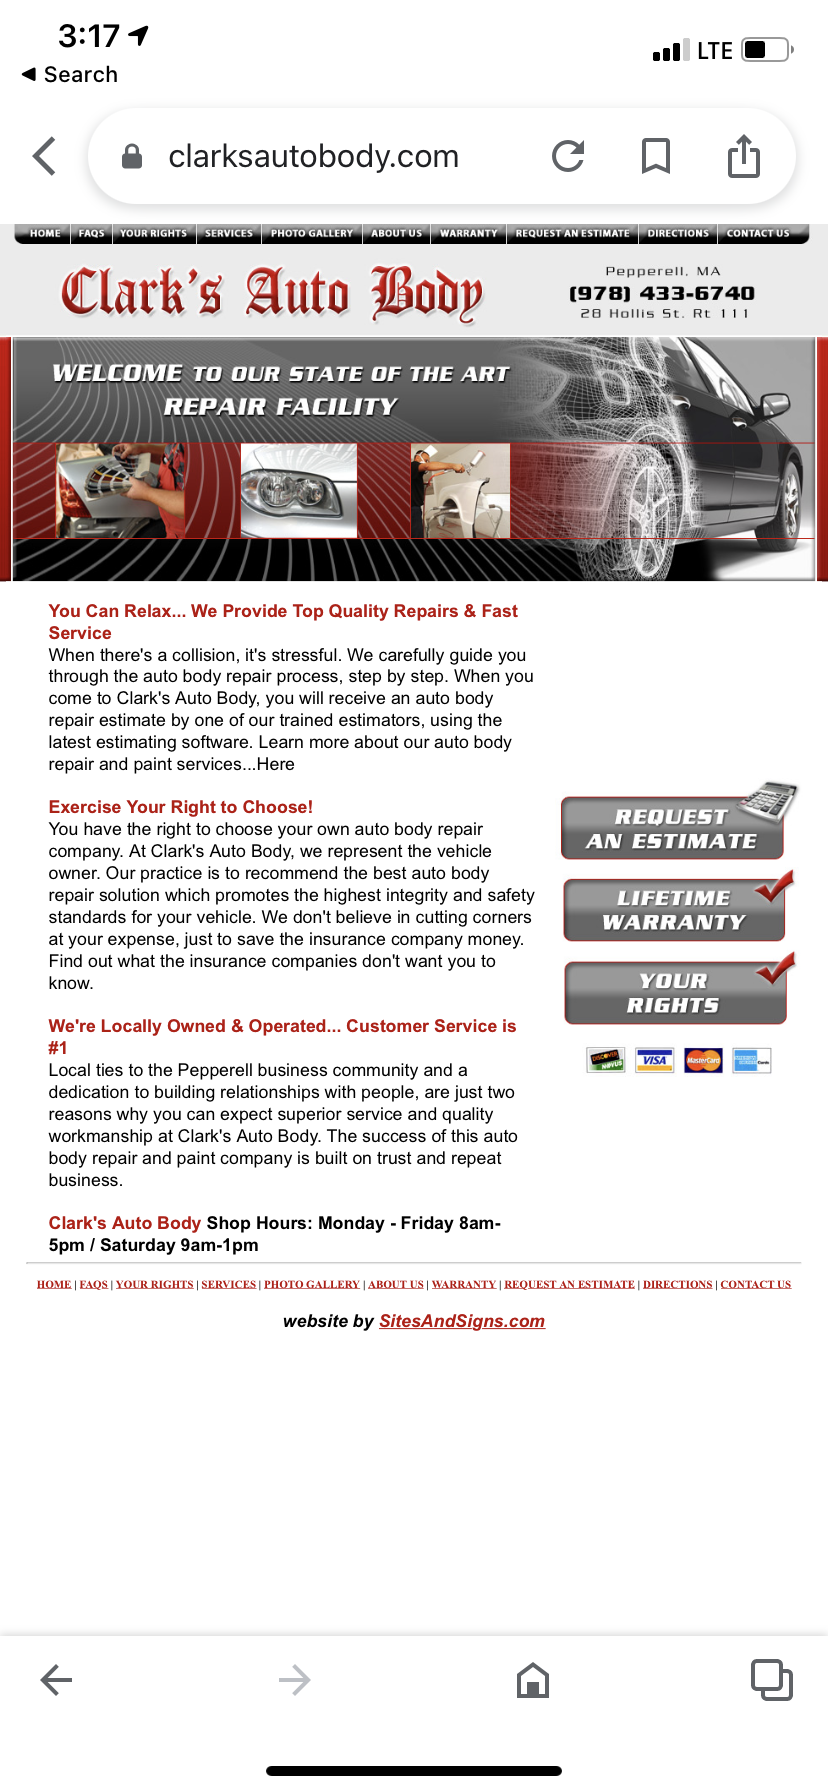 3:17
LTE
◀ Search
clarksautobody.com
HOME FAQS YOUR RIGHTS SERVICES PHOTO GALLERY ABOUT US WARRANTY REQUEST AN ESTIMATE DIRECTIONS CONTACT US
Clark's Auto Body
Pepperell, MA
(978) 433-6740
28 Hollis St. Rt 111
WELCOME TO OUR STATE OF THE ART
REPAIR FACILITY
You Can Relax... We Provide Top Quality Repairs & Fast
Service
When there's a collision, it's stressful. We carefully guide you
through the auto body repair process, step by step. When you
come to Clark's Auto Body, you will receive an auto body
repair estimate by one of our trained estimators, using the
latest estimating software. Learn more about our auto body
repair and paint services...Here
Exercise Your Right to Choose!
You have the right to choose your own auto body repair
company. At Clark's Auto Body, we represent the vehicle
owner. Our practice is to recommend the best auto body
repair solution which promotes the highest integrity and safety
standards for your vehicle. We don't believe in cutting corners
at your expense, just to save the insurance company money.
Find out what the insurance companies don't want you to
know.
We're Locally Owned & Operated... Customer Service is
#1
Local ties to the Pepperell business community and a
dedication to building relationships with people, are just two
reasons why you can expect superior service and quality
workmanship at Clark's Auto Body. The success of this auto
body repair and paint company is built on trust and repeat
business.
Clark's Auto Body Shop Hours: Monday - Friday 8am-
5pm / Saturday 9am-1pm
REQUEST
AN ESTIMATE
LIFETIME
WARRANTY
YOUR
RIGHTS
DISCOVER
NOVUS
VISA
MasterCard
HOME | FAQS | YOUR RIGHTS | SERVICES | PHOTO GALLERY | ABOUT US | WARRANTY | REQUEST AN ESTIMATE | DIRECTIONS | CONTACT US
website by SitesAndSigns.com